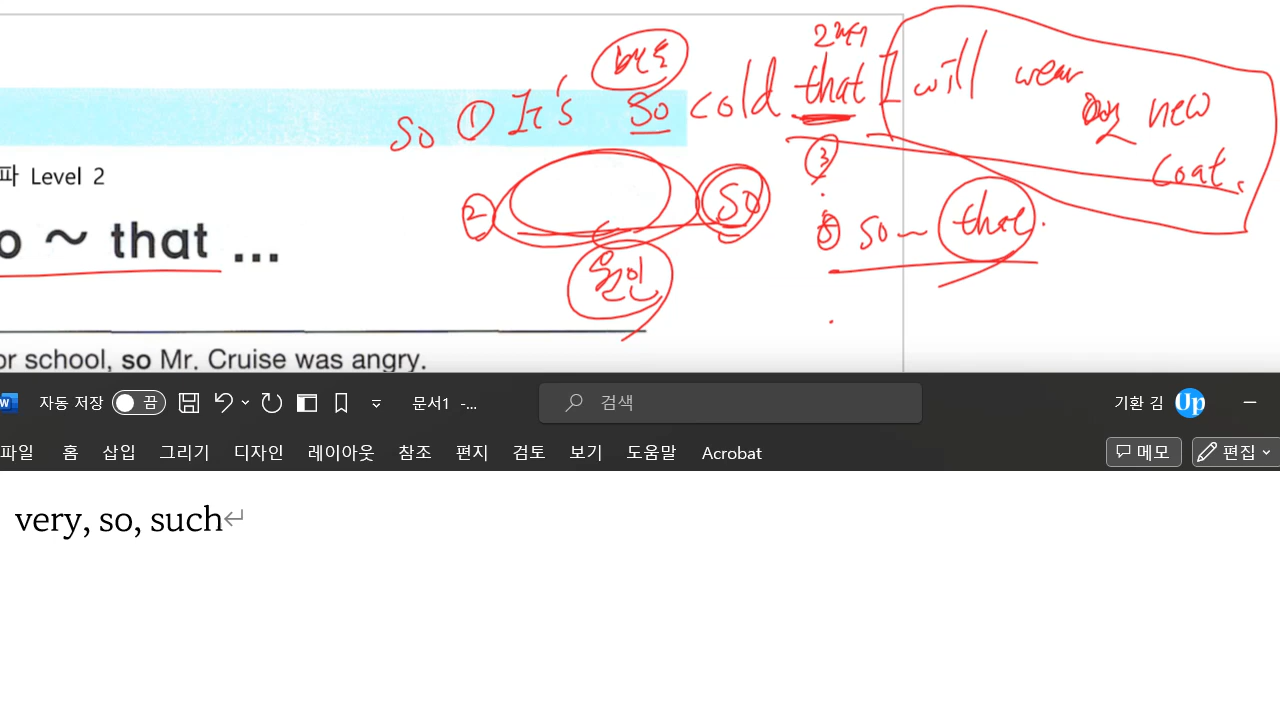 so ① It's so cold that I will wear my new coat.
부사
② so
원인
③
⑤ so ~ that.
파 Level 2
o ~ that ...
or school, so Mr. Cruise was angry.
자동 저장 끔 문서1 -... 검색 기환 김 Up
파일 홈 삽입 그리기 디자인 레이아웃 참조 편지 검토 보기 도움말 Acrobat 메모 편집
very, so, such